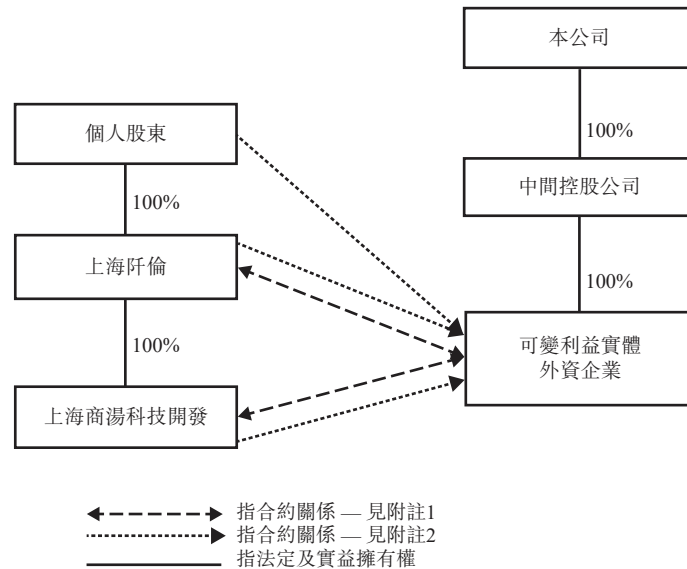 本公司
100%
個人股東
中間控股公司
100%
上海阡倫
100%
100%
可變利益實體
外資企業
上海商湯科技開發
指合約關係 — 見附註1
指合約關係 — 見附註2
指法定及實益擁有權